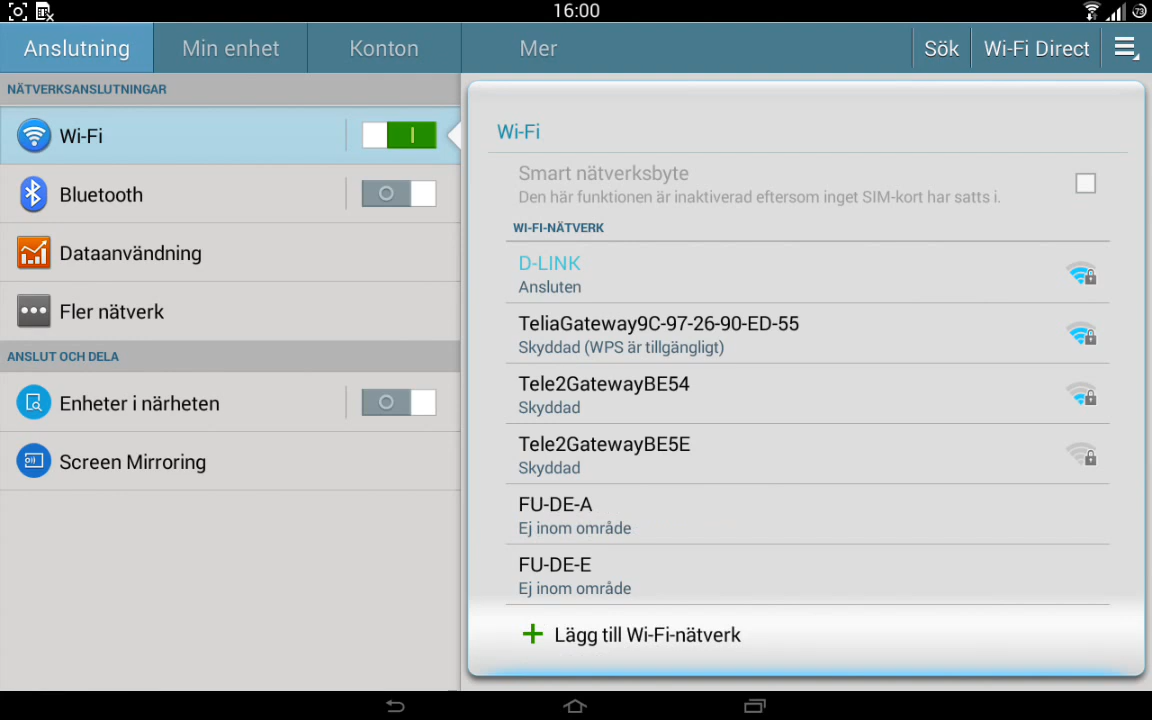 16:00
73
Anslutning
Min enhet
Konton
Mer
Sök
Wi-Fi Direct
NÄTVERKSANSLUTNINGAR
Wi-Fi
Bluetooth
Dataanvändning
Fler nätverk
ANSLUT OCH DELA
Enheter i närheten
Screen Mirroring
Wi-Fi
Smart nätverksbyte
Den här funktionen är inaktiverad eftersom inget SIM-kort har satts i.
WI-FI-NÄTVERK
D-LINK
Ansluten
TeliaGateway9C-97-26-90-ED-55
Skyddad (WPS är tillgängligt)
Tele2GatewayBE54
Skyddad
Tele2GatewayBE5E
Skyddad
FU-DE-A
Ej inom område
FU-DE-E
Ej inom område
Lägg till Wi-Fi-nätverk